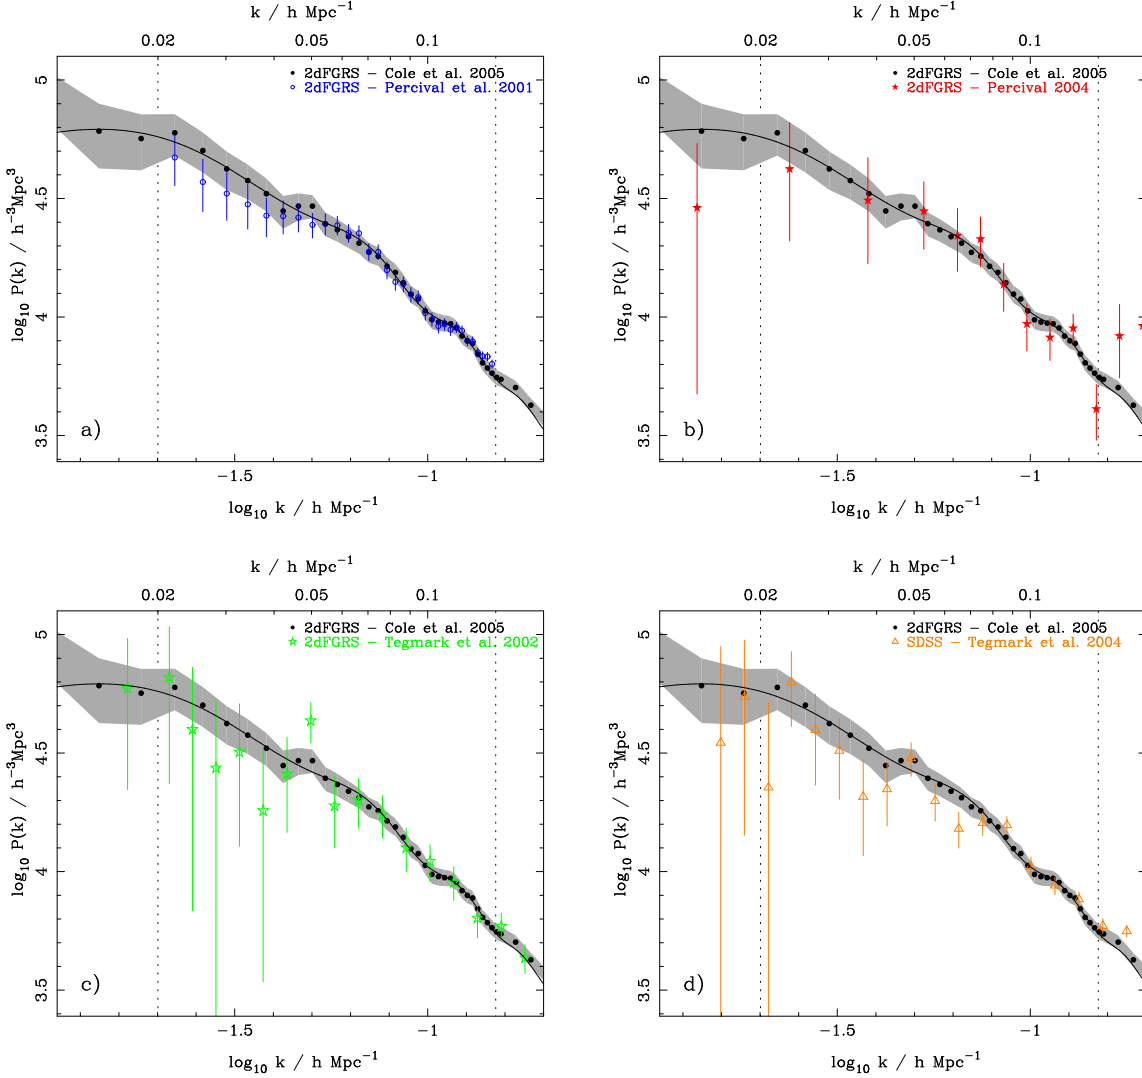 k / h Mpc⁻¹
0.02 0.05 0.1
2dFGRS − Cole et al. 2005
2dFGRS − Percival et al. 2001
5
4.5
4
3.5
log₁₀ P(k) / h⁻³Mpc³
a)
−1.5 −1
log₁₀ k / h Mpc⁻¹
k / h Mpc⁻¹
0.02 0.05 0.1
2dFGRS − Cole et al. 2005
2dFGRS − Percival 2004
5
4.5
4
3.5
log₁₀ P(k) / h⁻³Mpc³
b)
−1.5 −1
log₁₀ k / h Mpc⁻¹
k / h Mpc⁻¹
0.02 0.05 0.1
2dFGRS − Cole et al. 2005
2dFGRS − Tegmark et al. 2002
5
4.5
4
3.5
log₁₀ P(k) / h⁻³Mpc³
c)
−1.5 −1
log₁₀ k / h Mpc⁻¹
k / h Mpc⁻¹
0.02 0.05 0.1
2dFGRS − Cole et al. 2005
SDSS − Tegmark et al. 2004
5
4.5
4
3.5
log₁₀ P(k) / h⁻³Mpc³
d)
−1.5 −1
log₁₀ k / h Mpc⁻¹